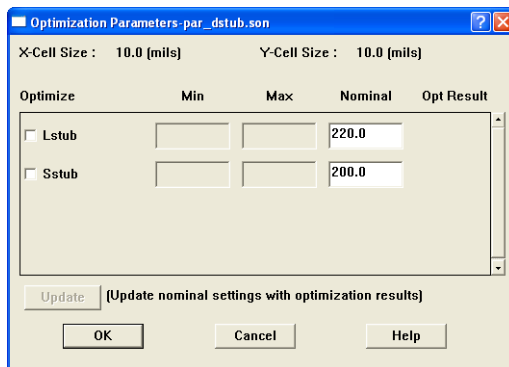 Optimization Parameters-par_dstub.son
X-Cell Size : 10.0 (mils) Y-Cell Size : 10.0 (mils)
Optimize Min Max Nominal Opt Result
Lstub 220.0
Sstub 200.0
Update (Update nominal settings with optimization results)
OK Cancel Help